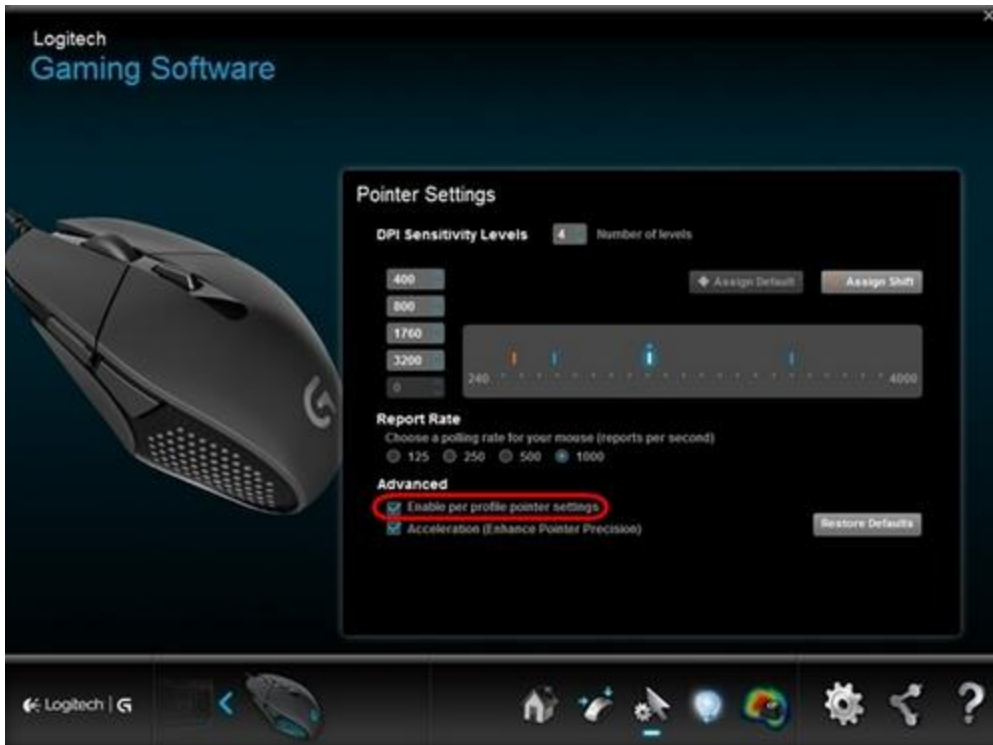 Logitech
Gaming Software
Pointer Settings
DPI Sensitivity Levels 4 Number of levels
400
Assign Default Assign Shift
800
1760
3200
0
240 4000
Report Rate
Choose a polling rate for your mouse (reports per second)
125 250 500 1000
Advanced
Enable per profile pointer settings
Acceleration (Enhance Pointer Precision)
Restore Defaults
Logitech | G
?